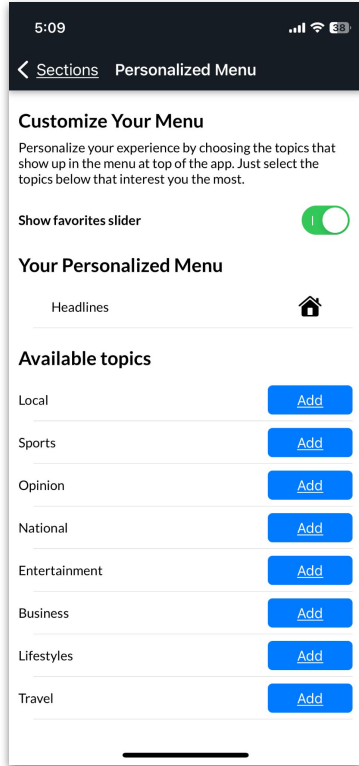 5:09
38
Sections Personalized Menu
Customize Your Menu
Personalize your experience by choosing the topics that
show up in the menu at top of the app. Just select the
topics below that interest you the most.
Show favorites slider
Your Personalized Menu
Headlines
Available topics
Local Add
Sports Add
Opinion Add
National Add
Entertainment Add
Business Add
Lifestyles Add
Travel Add